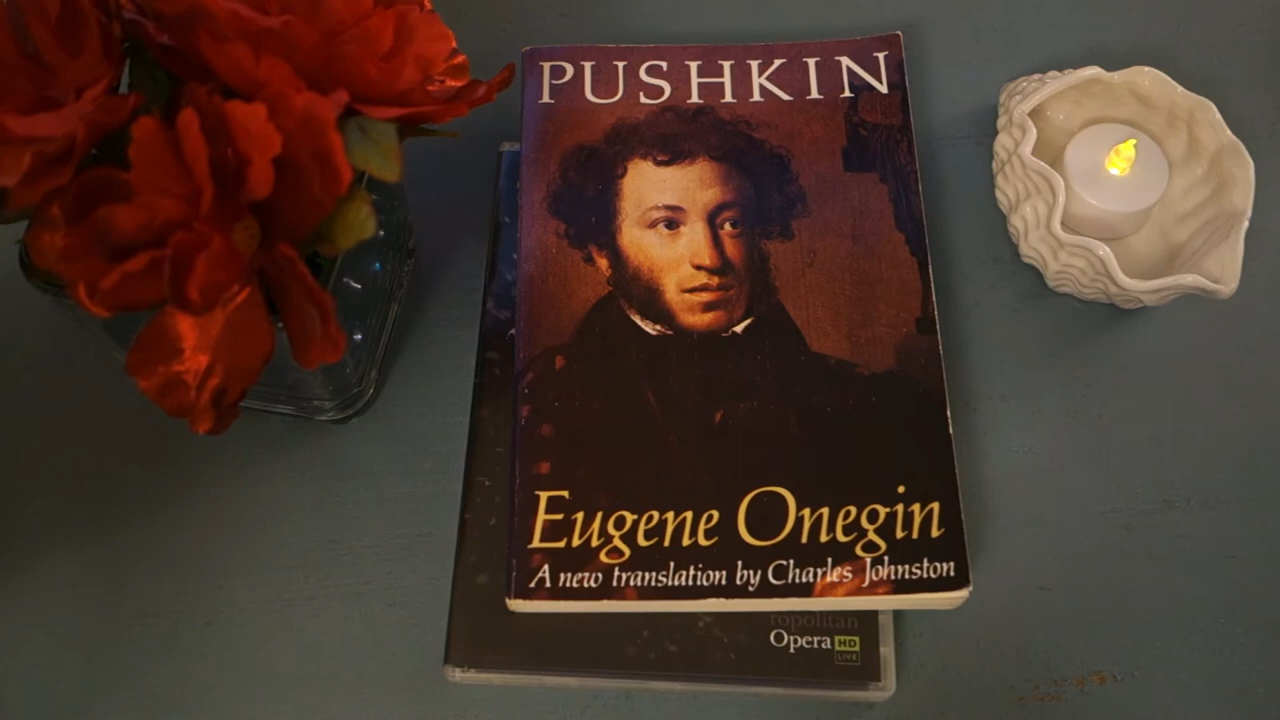 PUSHKIN
Eugene Onegin
A new translation by Charles Johnston
ropolitan
Opera HD
LIVE